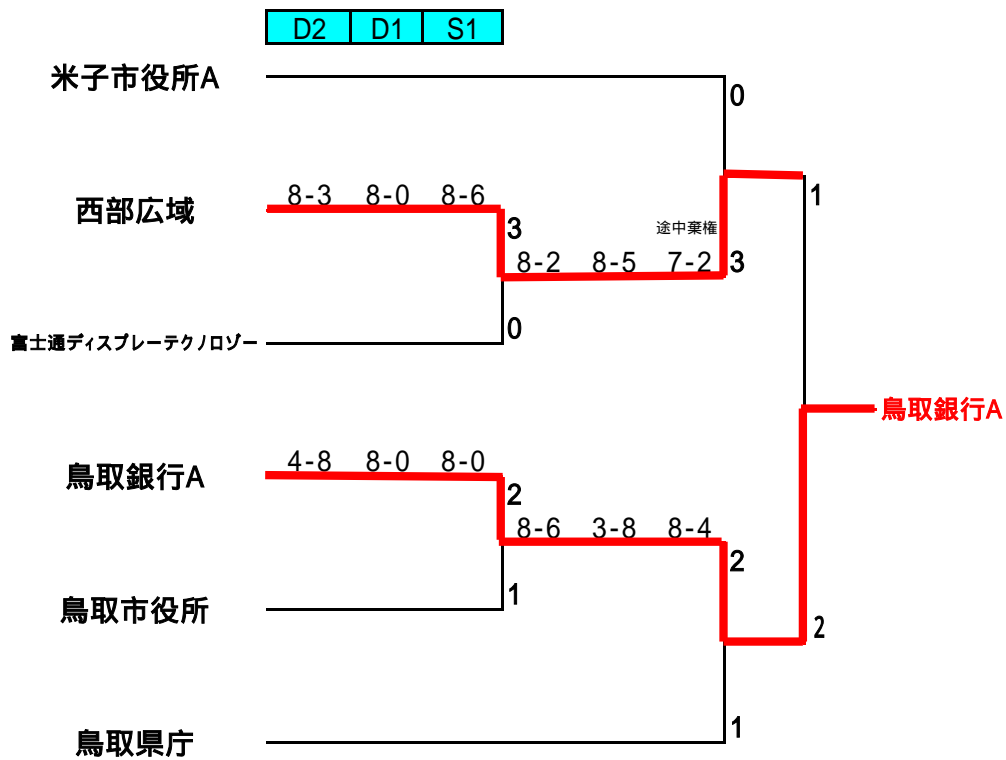 D2 D1 S1
米子市役所A
0
1
西部広域
8-3 8-0 8-6
3
途中棄権
8-2 8-5 7-2
3
富士通ディスプレーテクノロゾー
0
鳥取銀行A
鳥取銀行A
4-8 8-0 8-0
2
8-6 3-8 8-4
2
鳥取市役所
1
2
鳥取県庁
1